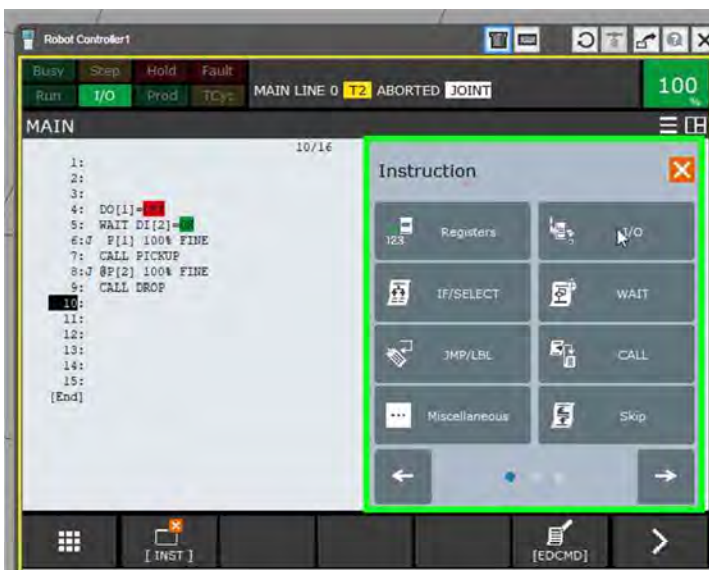 Robot Controller1
Busy Step Hold Fault
Run I/O Prod TCyc
MAIN LINE 0 T2 ABORTED JOINT
100 %
MAIN
10/16
1:
2:
3:
4: DO[1]=OFF
5: WAIT DI[2]=ON
6:J P[1] 100% FINE
7: CALL PICKUP
8:J @P[2] 100% FINE
9: CALL DROP
10:
11:
12:
13:
14:
15:
[End]
Instruction
123 Registers
I/O
IF/SELECT
WAIT
JMP/LBL
CALL
Miscellaneous
Skip
[ INST ]
[EDCMD]